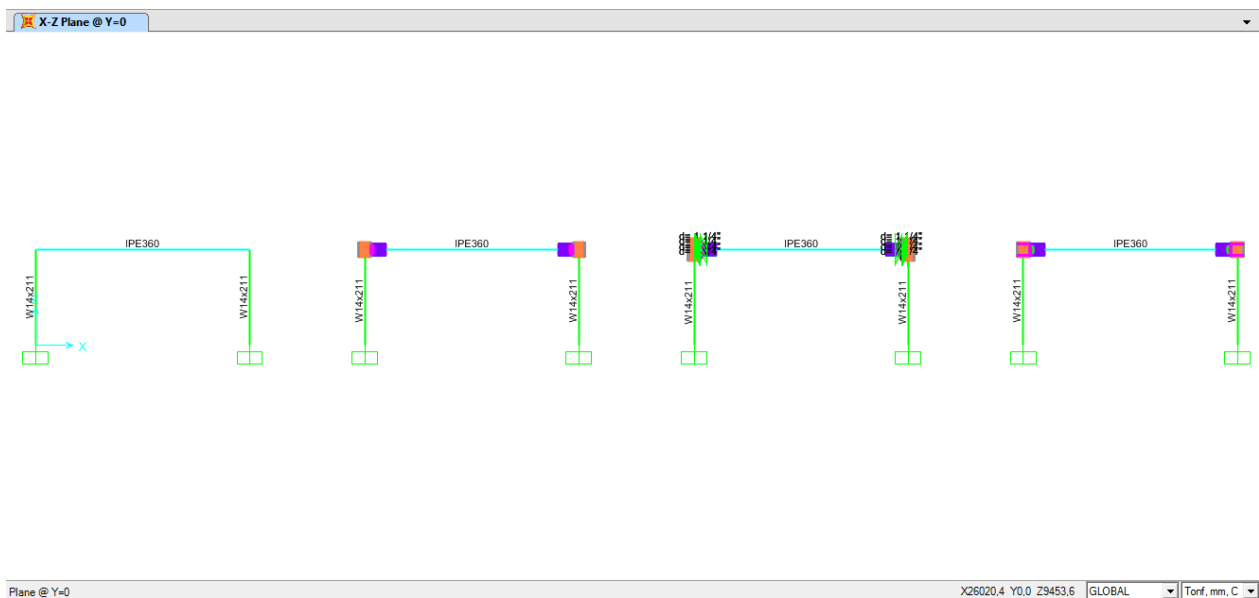 X-Z Plane @ Y=0
IPE360
IPE360
IPE360
IPE360
W14x211
W14x211
W14x211
W14x211
W14x211
W14x211
W14x211
W14x211
X
Plane @ Y=0
X26020,4 Y0,0 Z9453,6 GLOBAL Tonf, mm, C